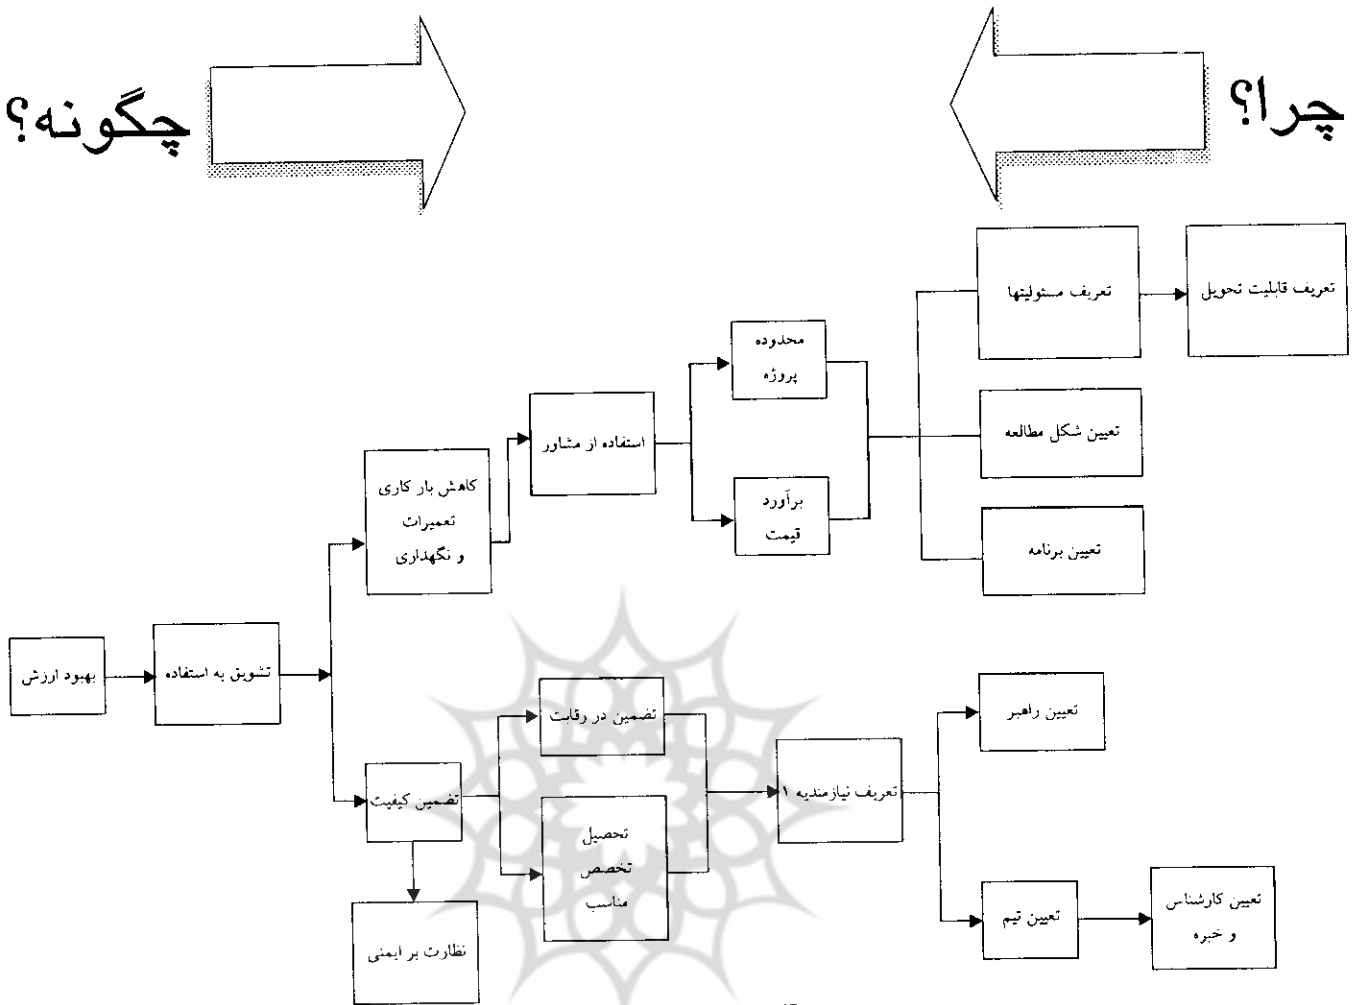 چرا؟
چگونه؟
تعریف مسئولیتها
تعریف قابلیت تحویل
محدوده
پروژه
استفاده از مشاور
تعیین شکل مطالعه
کاهش بار کاری
تعمیرات
و نگهداری
برآورد
قیمت
تعیین برنامه
بهبود ارزش
تشویق به استفاده
تضمین در رقابت
تعیین راهبر
تضمین کیفیت
تعریف نیازمندیه ۱
تحصیل
تخصص
مناسب
تعیین تیم
تعیین کارشناس
و خبره
نظارت بر ایمنی